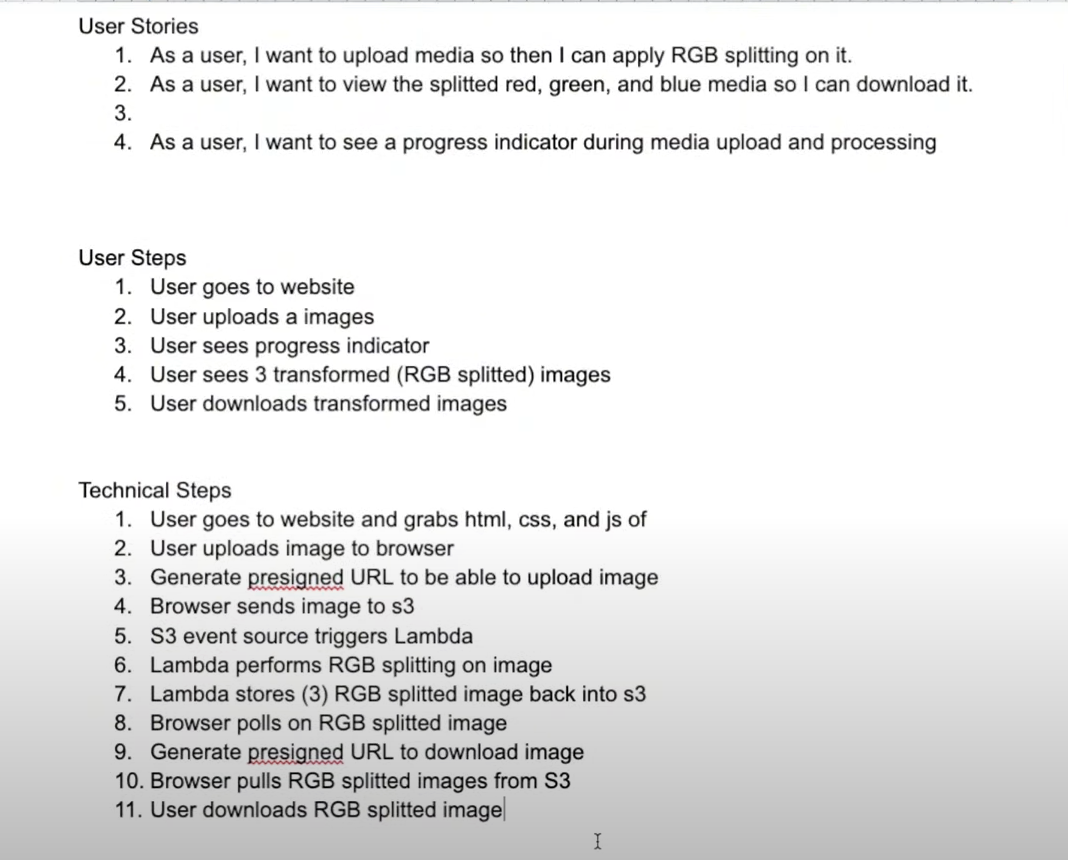 User Stories
1. As a user, I want to upload media so then I can apply RGB splitting on it.
2. As a user, I want to view the splitted red, green, and blue media so I can download it.
3.
4. As a user, I want to see a progress indicator during media upload and processing
User Steps
1. User goes to website
2. User uploads a images
3. User sees progress indicator
4. User sees 3 transformed (RGB splitted) images
5. User downloads transformed images
Technical Steps
1. User goes to website and grabs html, css, and js of
2. User uploads image to browser
3. Generate presigned URL to be able to upload image
4. Browser sends image to s3
5. S3 event source triggers Lambda
6. Lambda performs RGB splitting on image
7. Lambda stores (3) RGB splitted image back into s3
8. Browser polls on RGB splitted image
9. Generate presigned URL to download image
10. Browser pulls RGB splitted images from S3
11. User downloads RGB splitted image